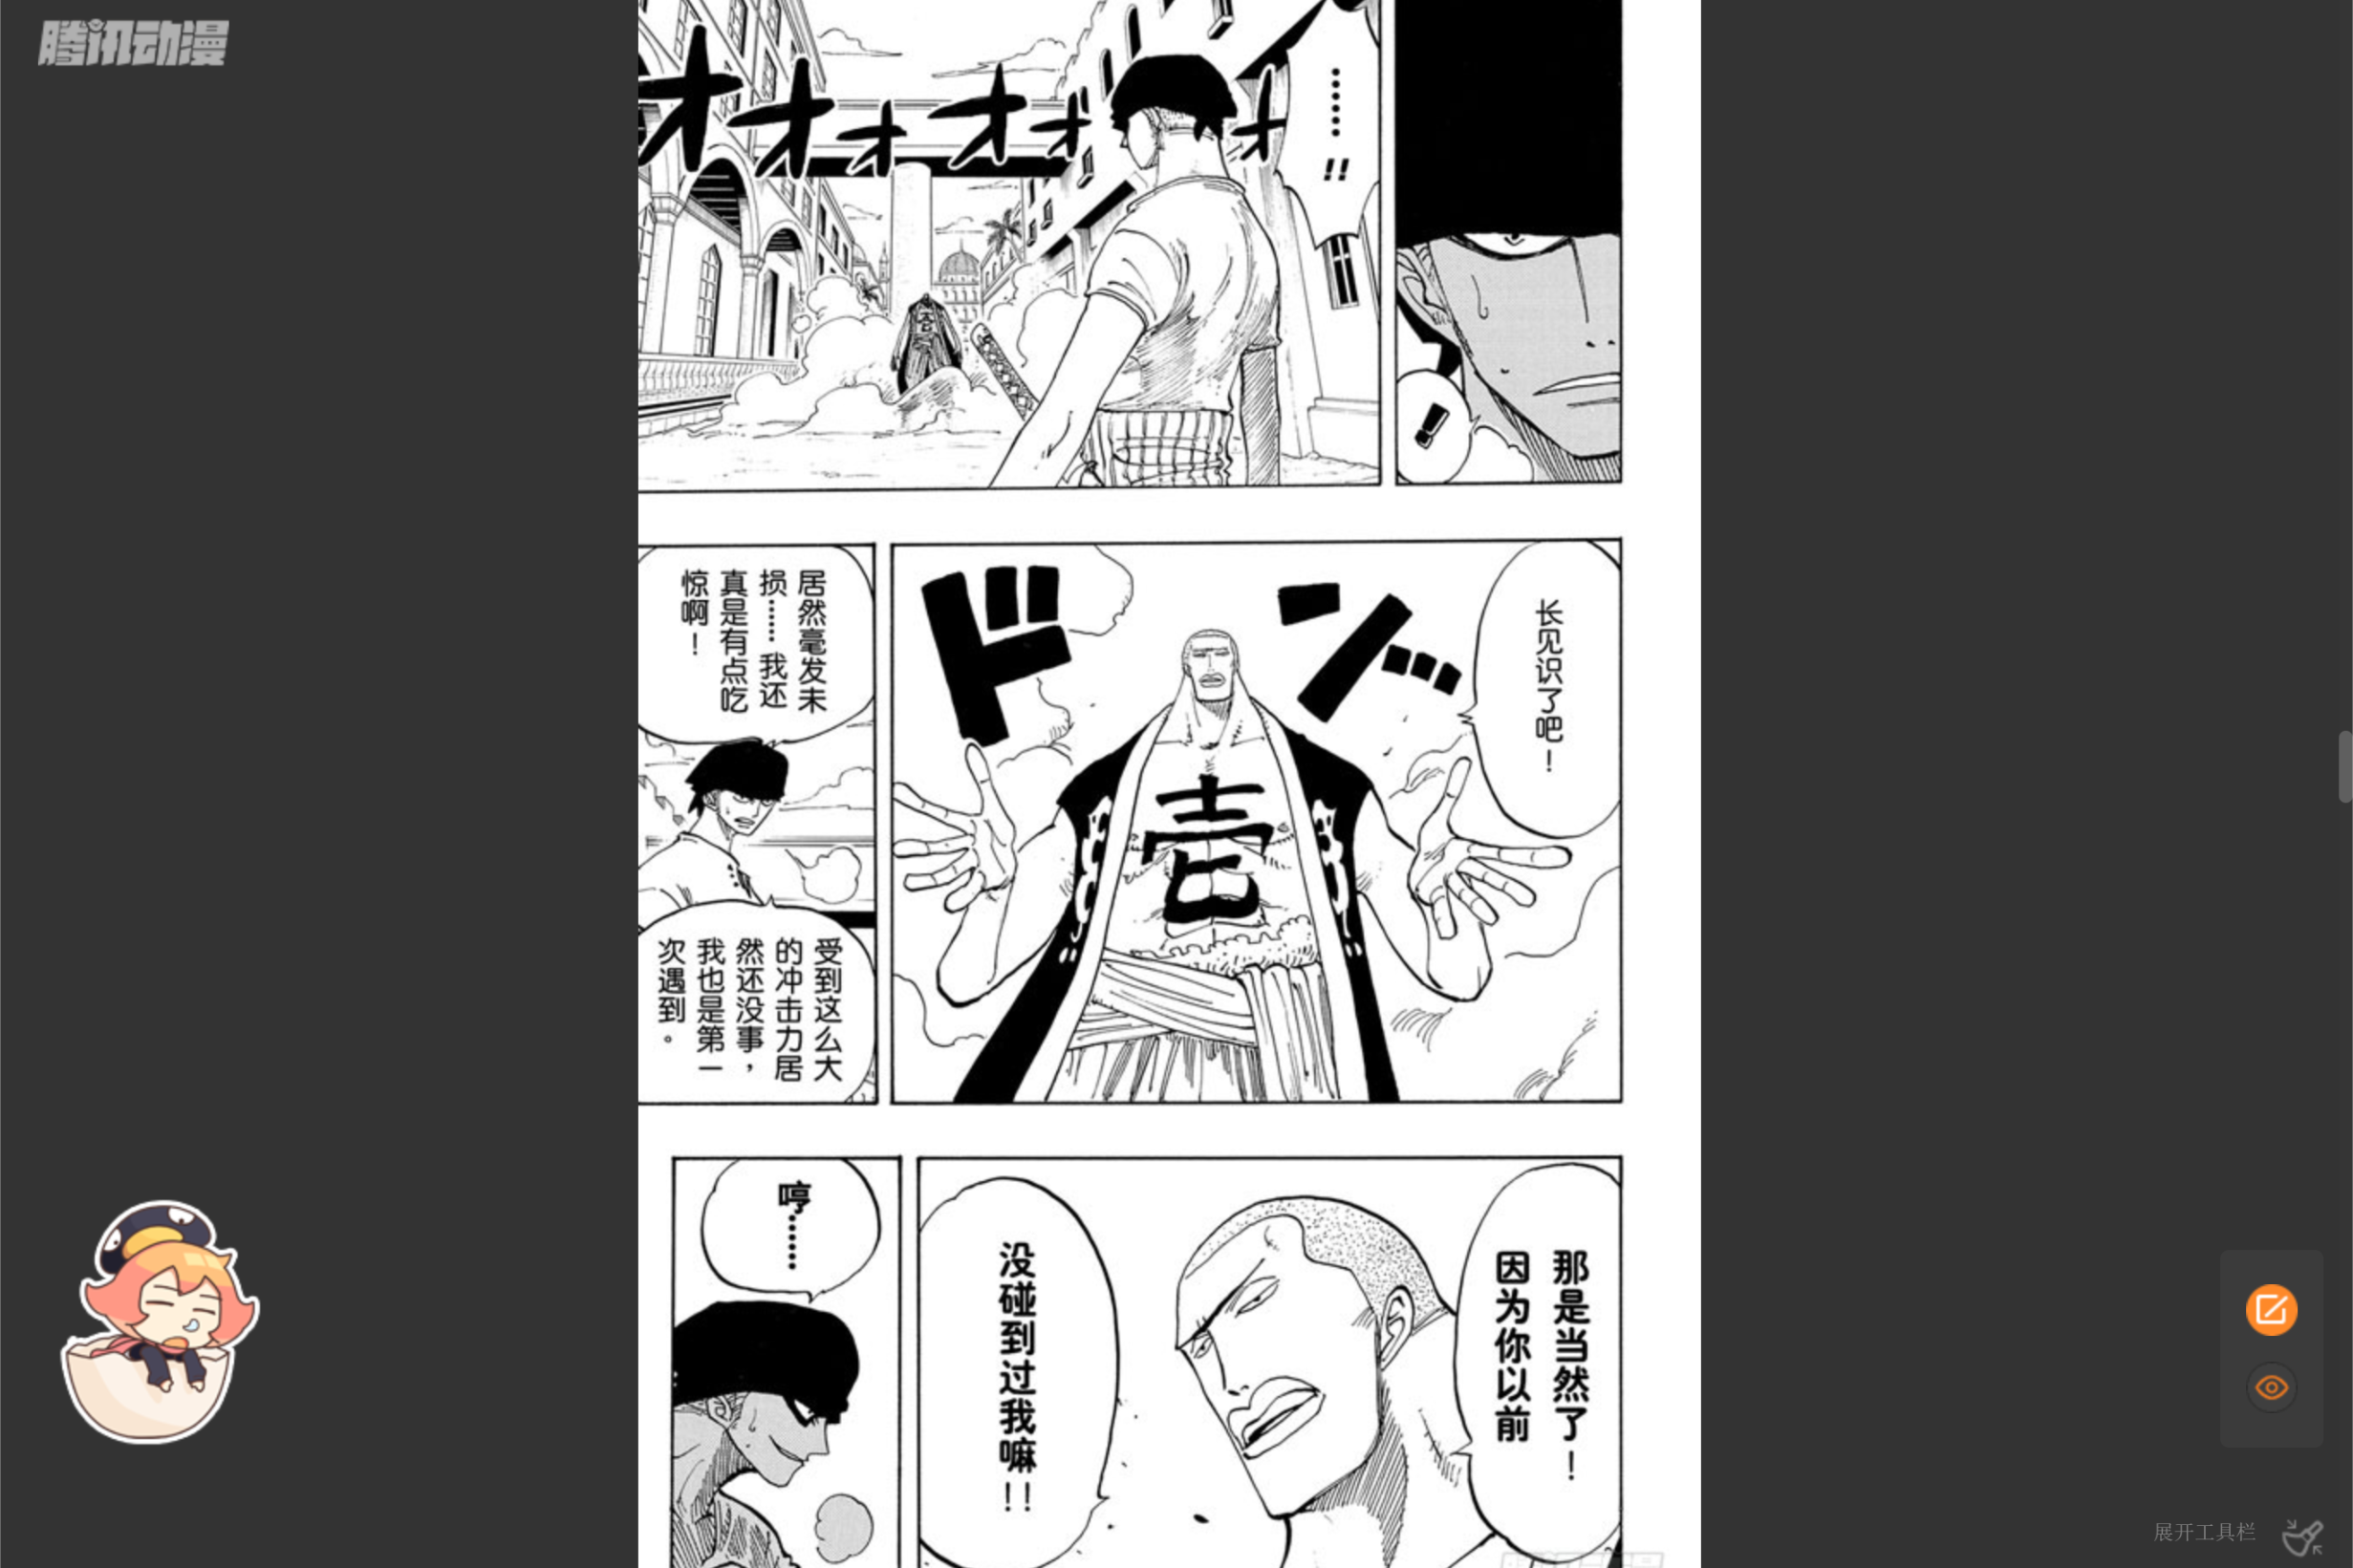 腾讯动漫
……!!
!
オオオオオオ
长见识了吧！
ドン
壱
居然毫发未
损……我还
真是有点吃
惊啊！
受到这么大
的冲击力居
然还没事，
我也是第一
次遇到。
那是当然了！
因为你以前
没碰到过我嘛!!
哼……
展开工具栏